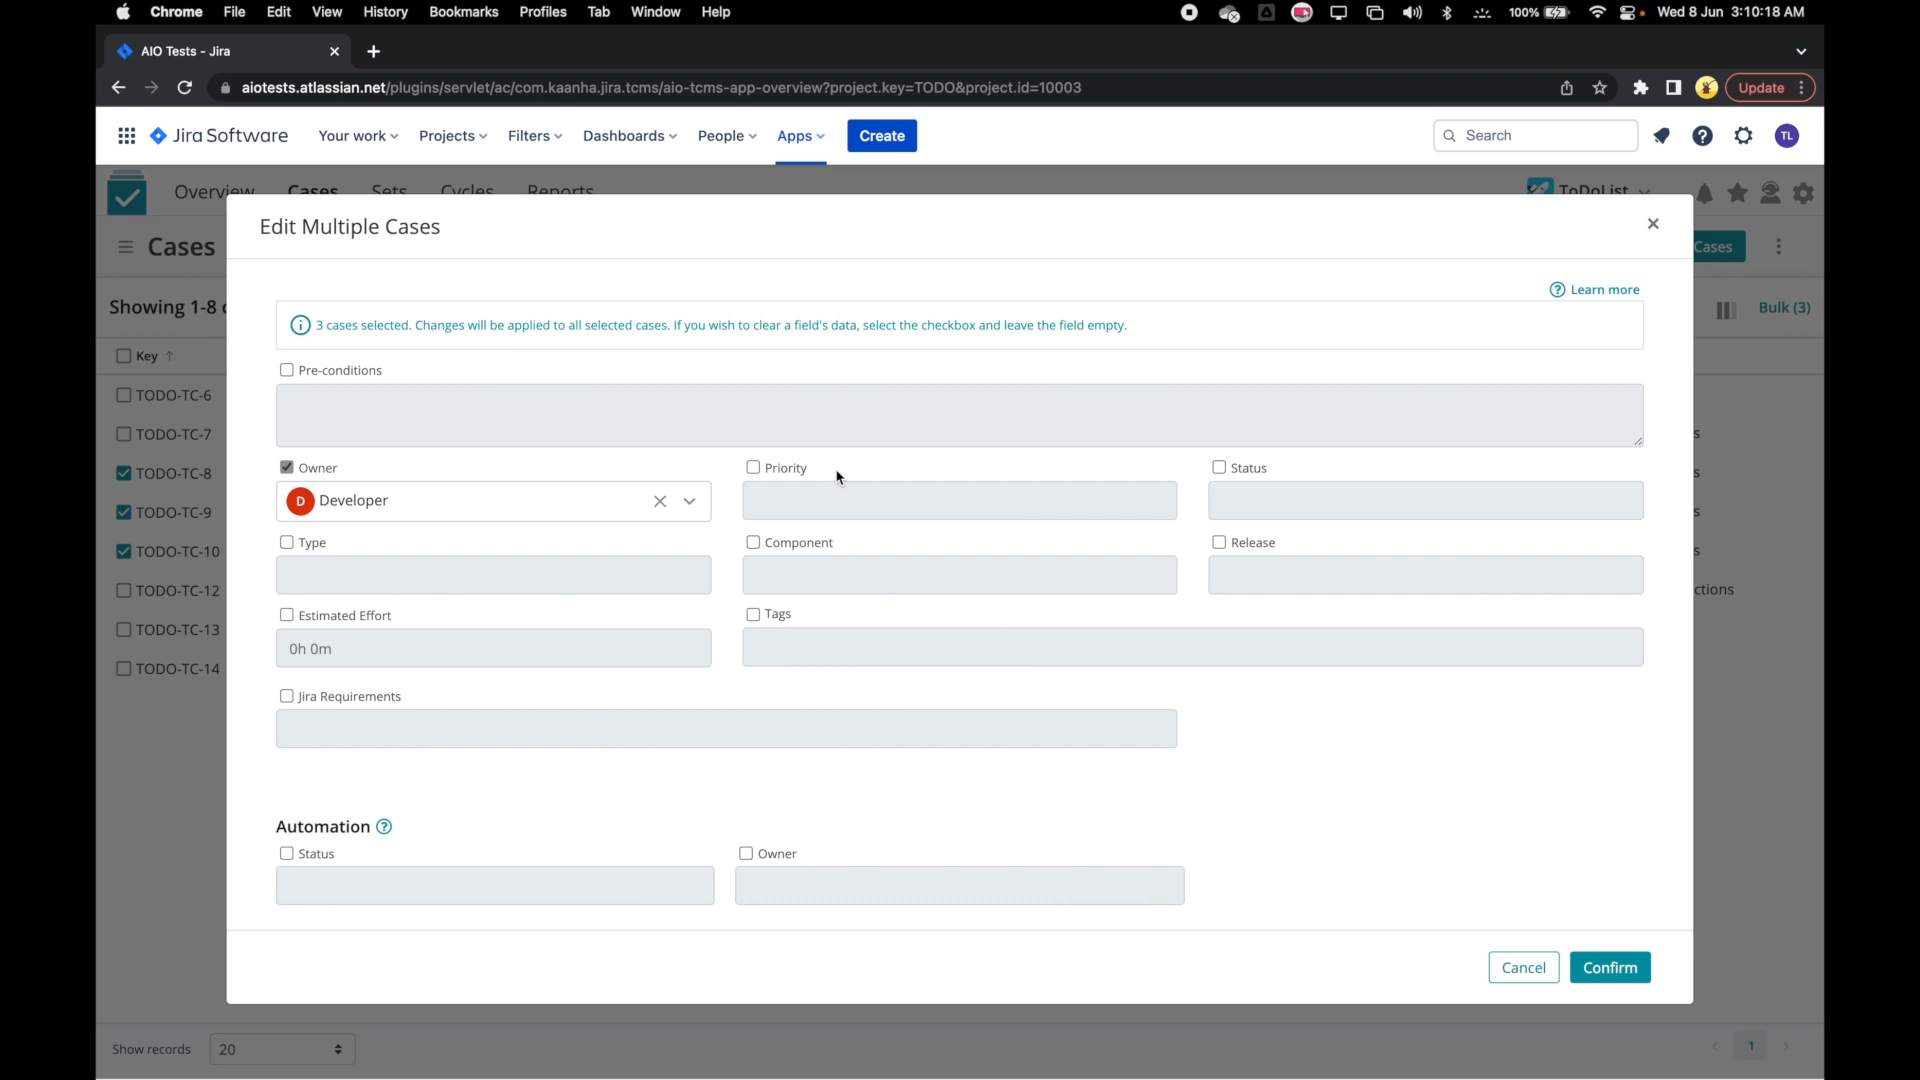 Chrome File Edit View History Bookmarks Profiles Tab Window Help 100% Wed 8 Jun 3:10:18 AM
AIO Tests - Jira
aiotests.atlassian.net/plugins/servlet/ac/com.kaanha.jira.tcms/aio-tcms-app-overview?project.key=TODO&project.id=10003 Update
Jira Software Your work Projects Filters Dashboards People Apps Create Search TL
Overview Cases Sets Cycles Reports ToDoList
Edit Multiple Cases
Cases Cases
Learn more
Showing 1-8 Bulk (3)
3 cases selected. Changes will be applied to all selected cases. If you wish to clear a field's data, select the checkbox and leave the field empty.
Key ↑
Pre-conditions
TODO-TC-6
TODO-TC-7 s
Owner Priority Status
TODO-TC-8 s
D Developer
TODO-TC-9 s
Type Component Release
TODO-TC-10 s
TODO-TC-12 ctions
Estimated Effort Tags
TODO-TC-13
0h 0m
TODO-TC-14
Jira Requirements
Automation ?
Status Owner
Cancel Confirm
Show records 20 1